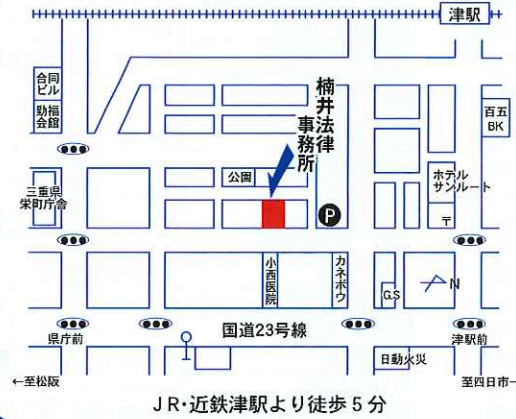 津駅
合同
ビル
勤福
会館
楠井法律
事務所
百五
BK
公園
三重県
栄町庁舎
ホテル
サンルート
P
〒
小西医院
カネボウ
G.S
N
国道23号線
県庁前
津駅前
日動火災
←至松阪
至四日市→
JR・近鉄津駅より徒歩5分